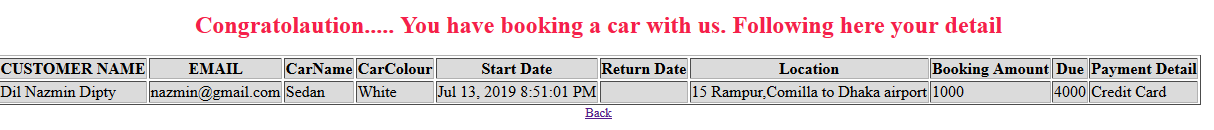 Congratolaution..... You have booking a car with us. Following here your detail
CUSTOMER NAME EMAIL CarName CarColour Start Date Return Date Location Booking Amount Due Payment Detail
Dil Nazmin Dipty nazmin@gmail.com Sedan White Jul 13, 2019 8:51:01 PM 15 Rampur,Comilla to Dhaka airport 1000 4000 Credit Card
Back